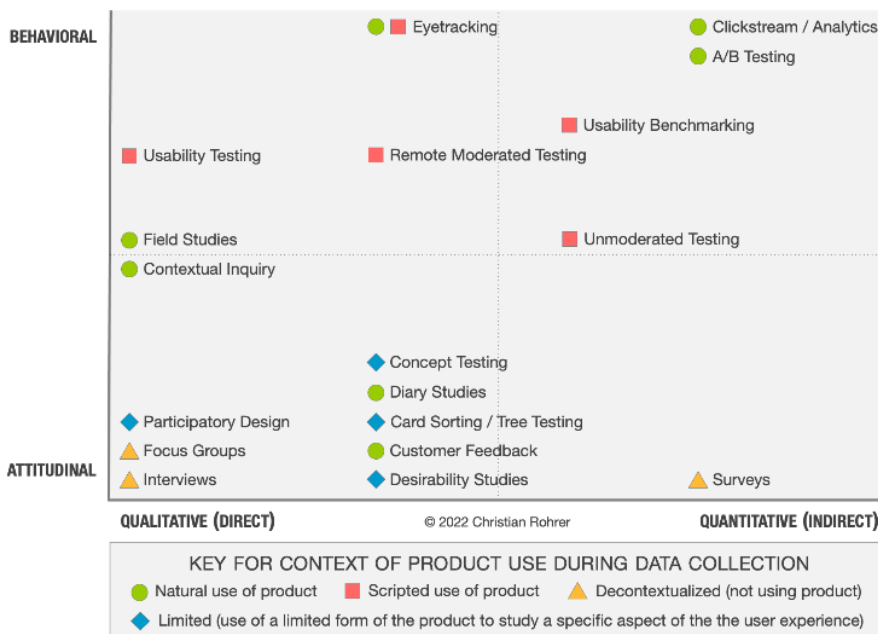 BEHAVIORAL
Eyetracking
Clickstream / Analytics
A/B Testing
Usability Benchmarking
Usability Testing
Remote Moderated Testing
Field Studies
Unmoderated Testing
Contextual Inquiry
Concept Testing
Diary Studies
Participatory Design
Card Sorting / Tree Testing
Focus Groups
Customer Feedback
ATTITUDINAL
Interviews
Desirability Studies
Surveys
QUALITATIVE (DIRECT)
© 2022 Christian Rohrer
QUANTITATIVE (INDIRECT)
KEY FOR CONTEXT OF PRODUCT USE DURING DATA COLLECTION
Natural use of product
Scripted use of product
Decontextualized (not using product)
Limited (use of a limited form of the product to study a specific aspect of the the user experience)